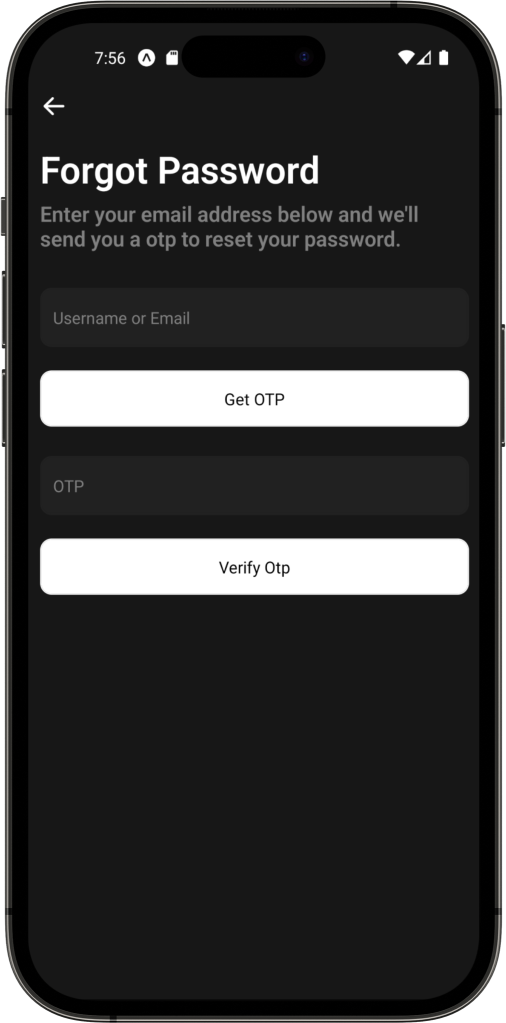 7:56
Forgot Password
Enter your email address below and we'll
send you a otp to reset your password.
Username or Email
Get OTP
OTP
Verify Otp